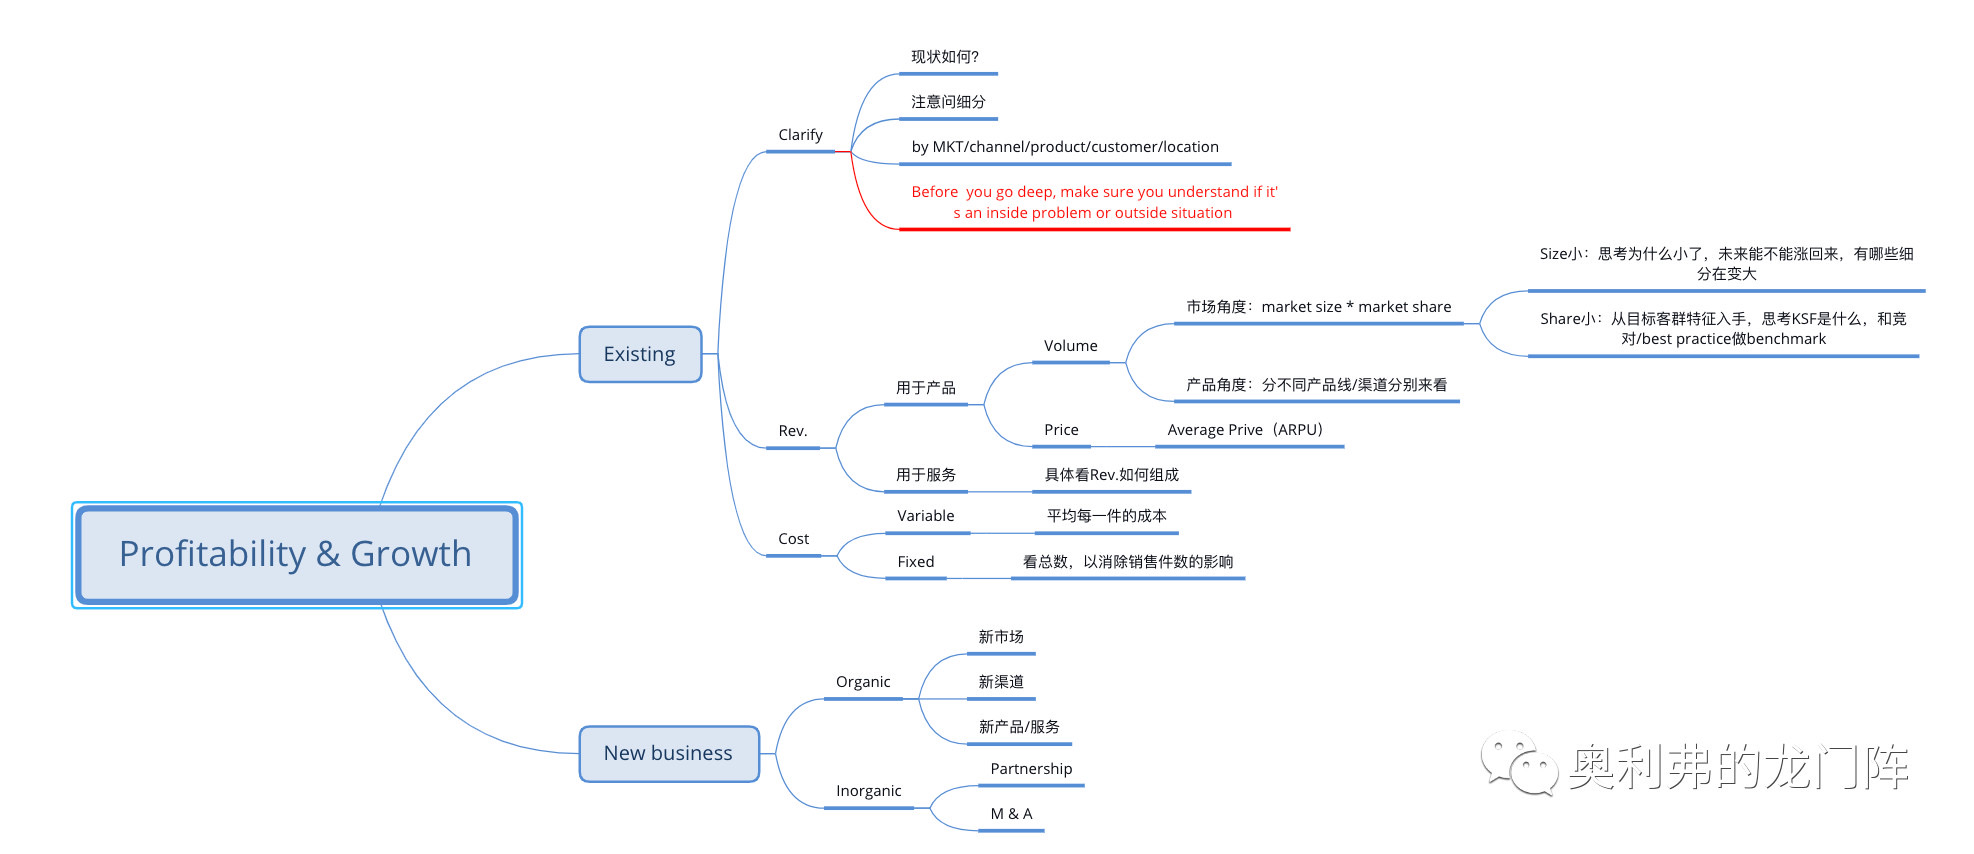 现状如何?
注意问细分
Clarify
by MKT/channel/product/customer/location
Before  you go deep, make sure you understand if it'
s an inside problem or outside situation
Size小：思考为什么小了，未来能不能涨回来，有哪些细
分在变大
市场角度：market size * market share
Share小：从目标客群特征入手，思考KSF是什么，和竞
对/best practice做benchmark
Existing
Volume
用于产品
产品角度：分不同产品线/渠道分别来看
Rev.
Price
Average Prive（ARPU）
用于服务
具体看Rev.如何组成
Variable
平均每一件的成本
Cost
Fixed
看总数，以消除销售件数的影响
Profitability & Growth
新市场
Organic
新渠道
新产品/服务
New business
Partnership
Inorganic
M & A
奥利弗的龙门阵